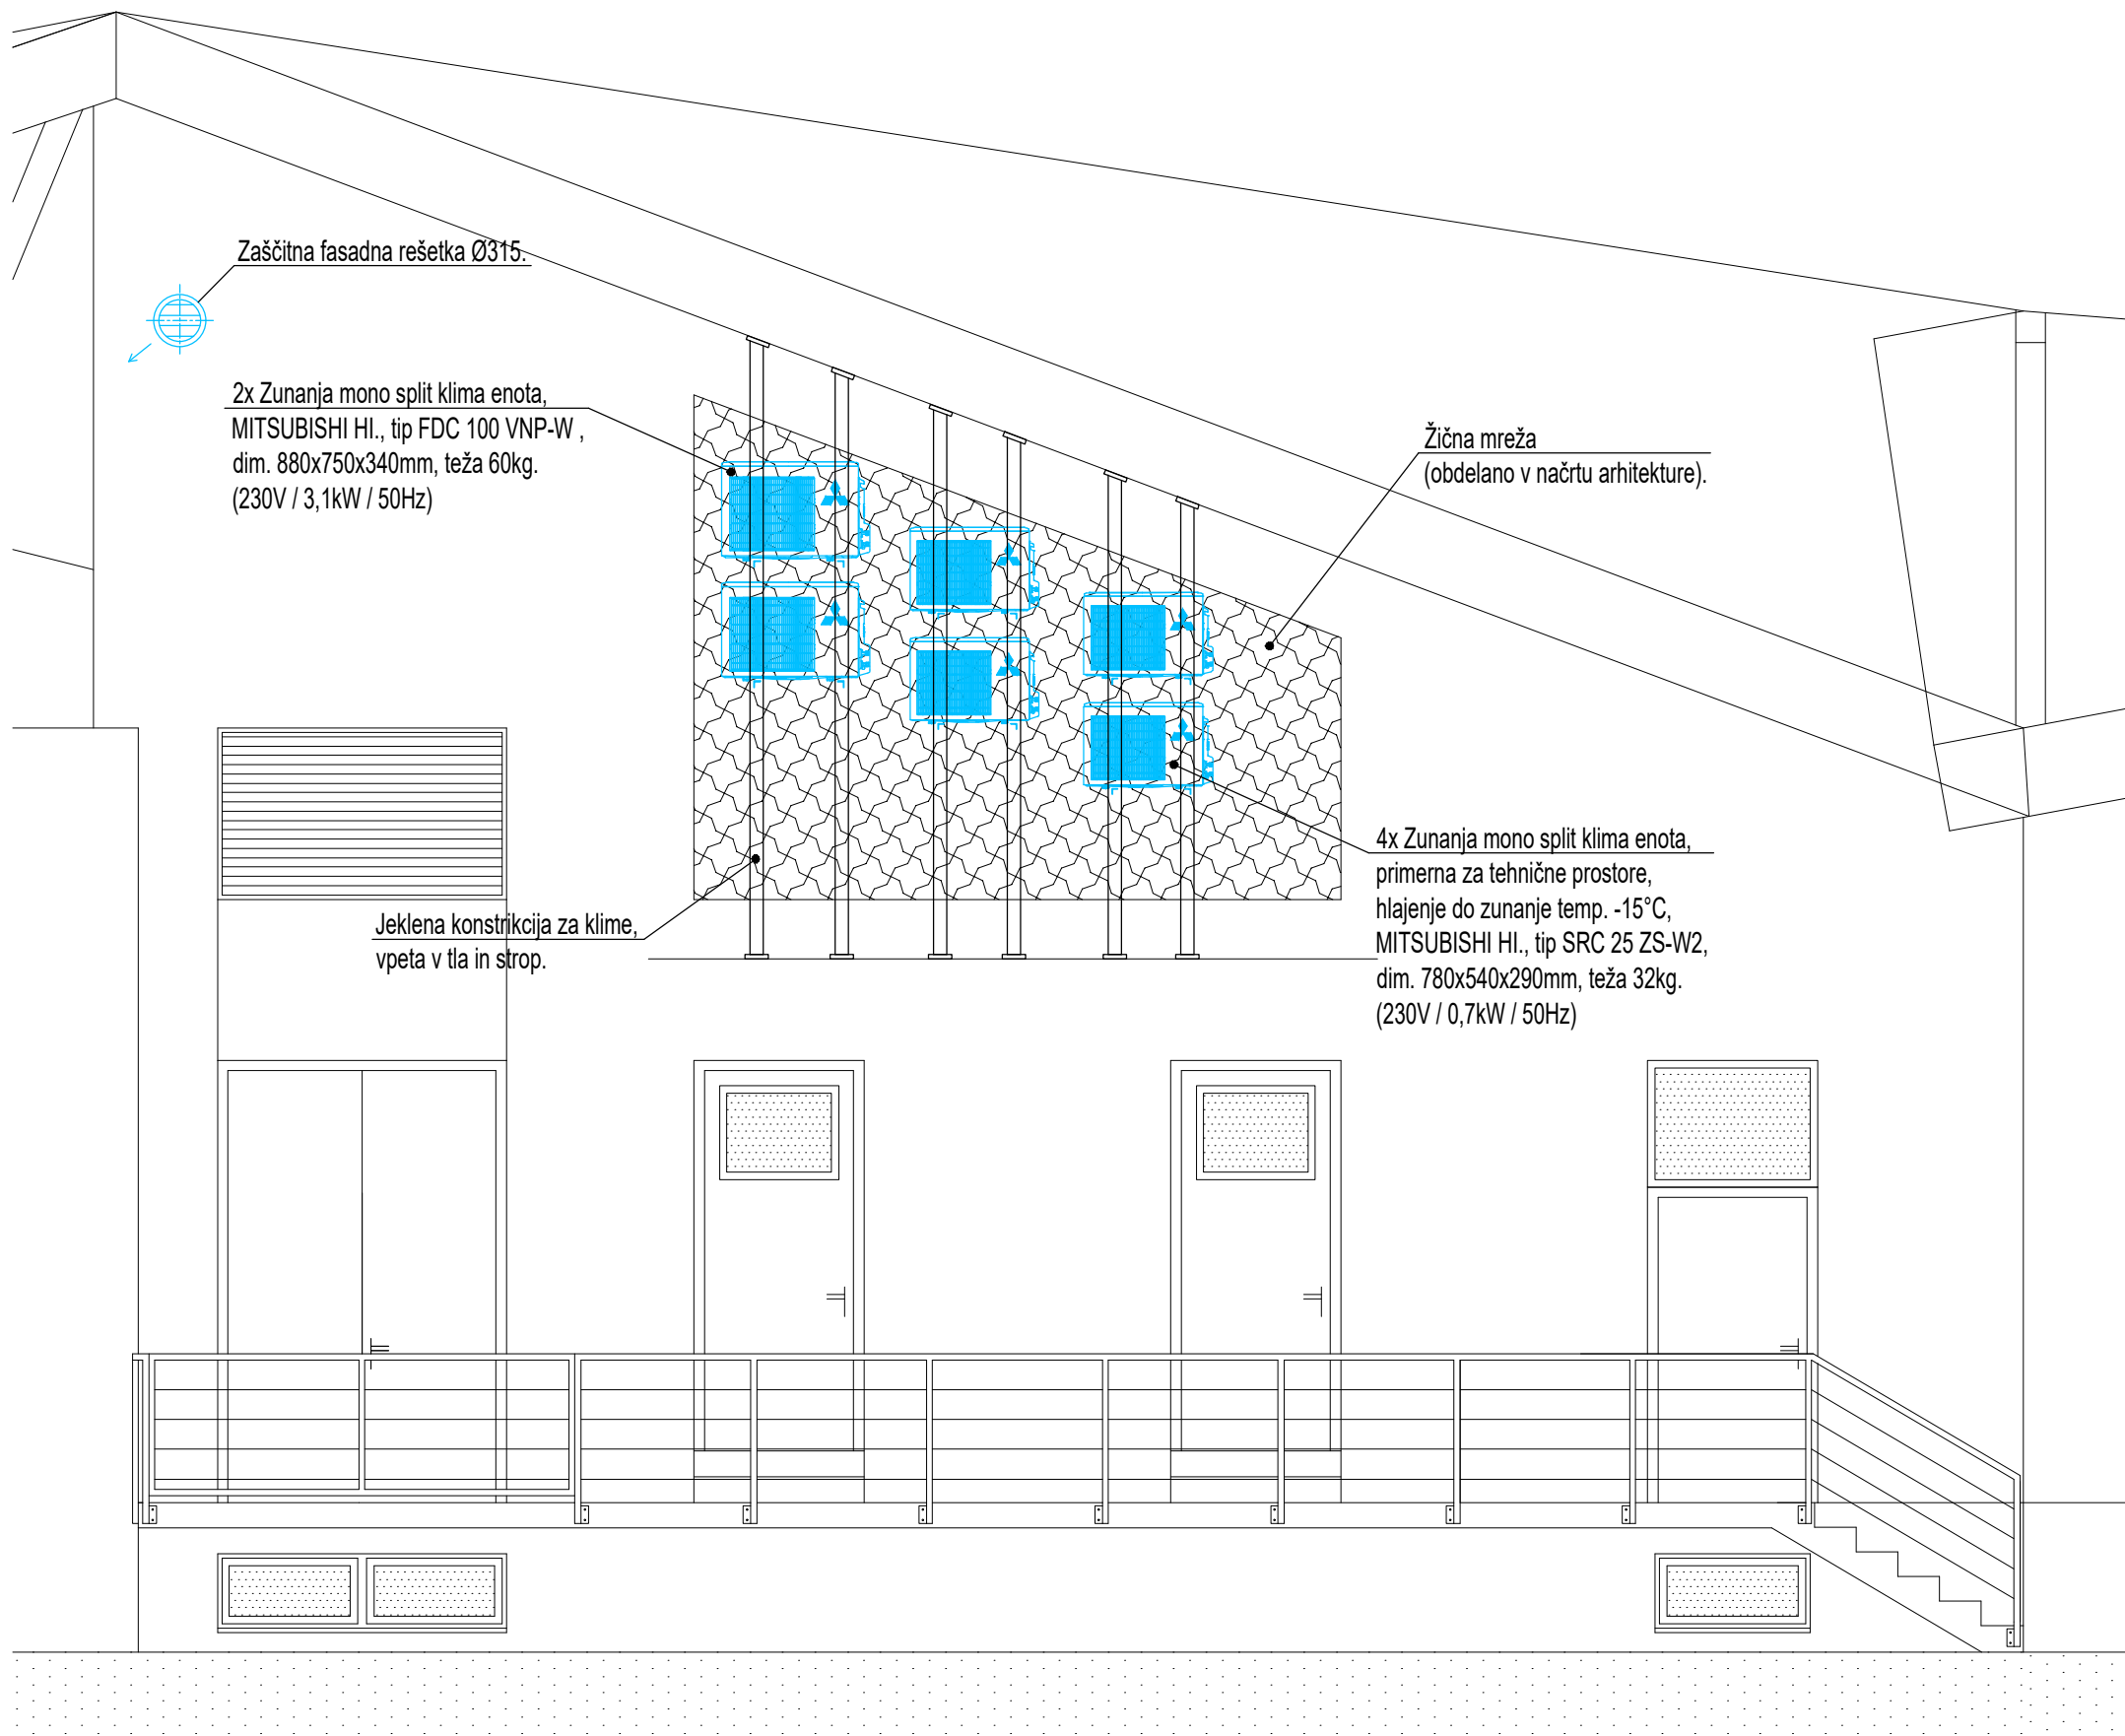 Zaščitna fasadna rešetka Ø315.
2x Zunanja mono split klima enota,
MITSUBISHI HI., tip FDC 100 VNP-W ,
dim. 880x750x340mm, teža 60kg.
(230V / 3,1kW / 50Hz)
Žična mreža
(obdelano v načrtu arhitekture).
4x Zunanja mono split klima enota,
primerna za tehnične prostore,
hlajenje do zunanje temp. -15°C,
MITSUBISHI HI., tip SRC 25 ZS-W2,
dim. 780x540x290mm, teža 32kg.
(230V / 0,7kW / 50Hz)
Jeklena konstrikcija za klime,
vpeta v tla in strop.